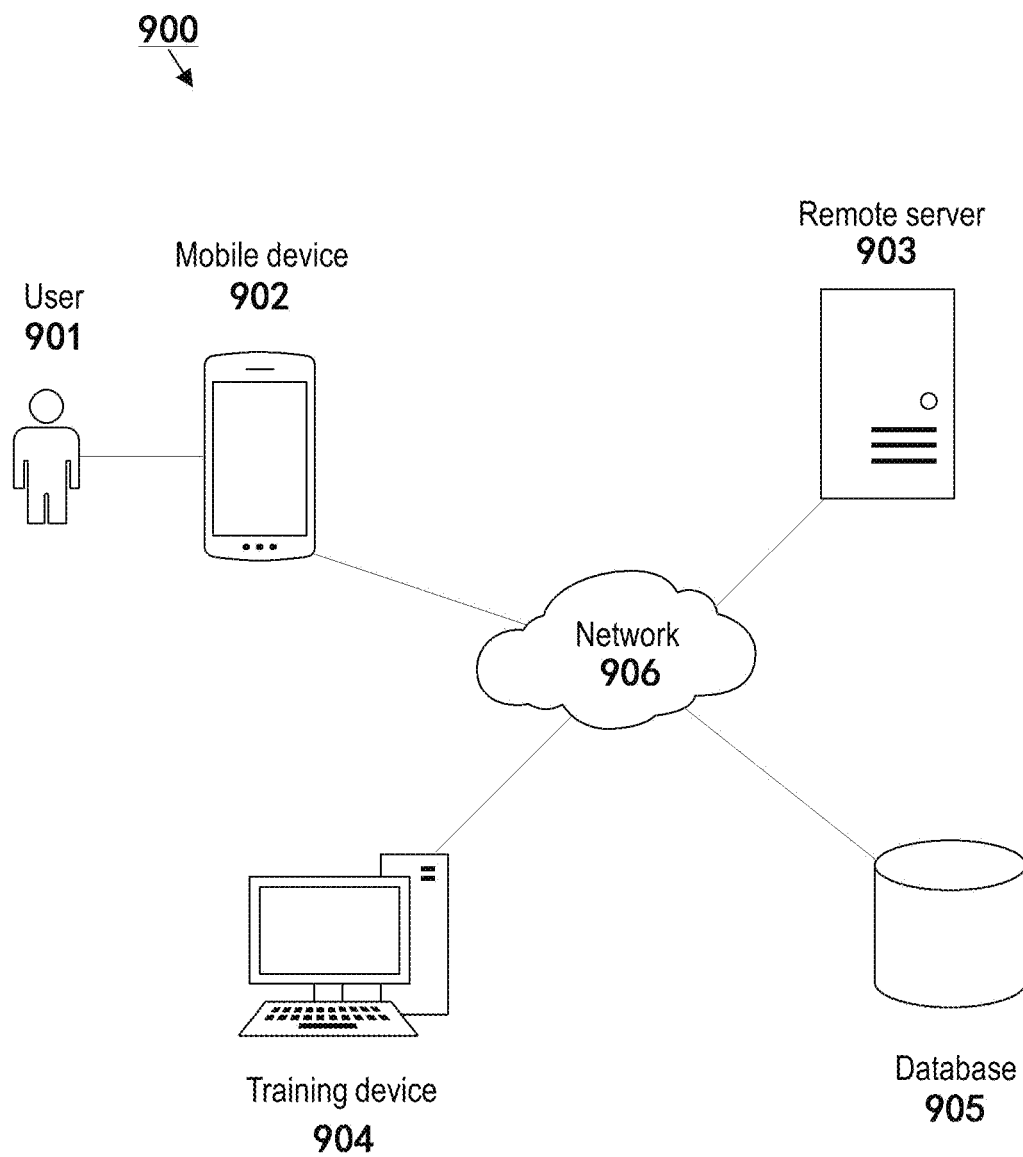 900
Remote server
903
Mobile device
902
User
901
Network
906
Training device
904
Database
905